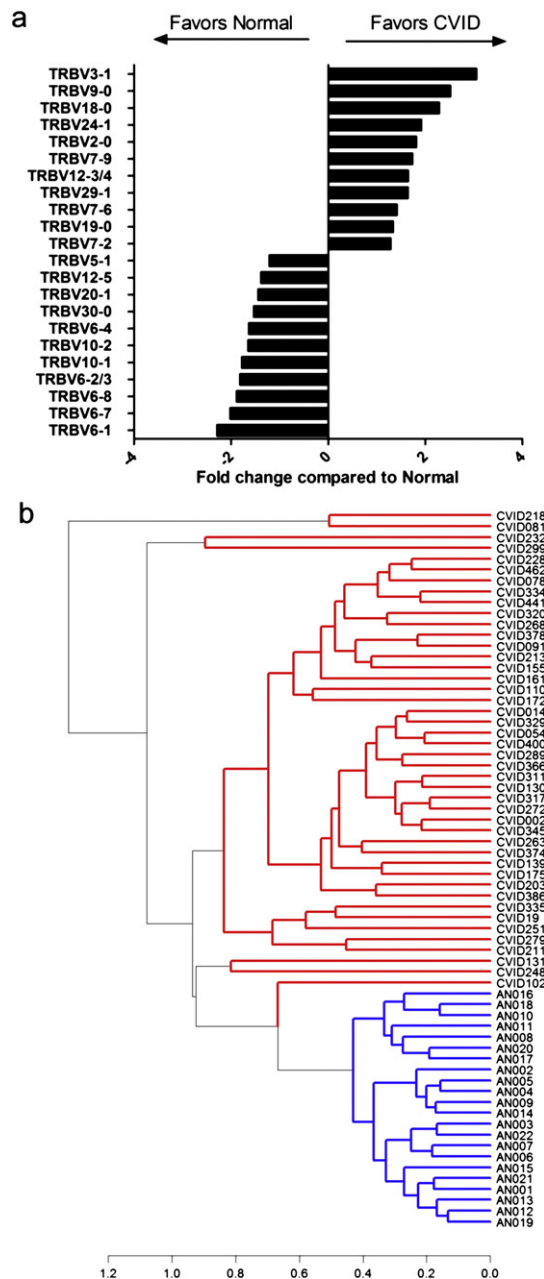 a
Favors Normal
Favors CVID
TRBV3-1
TRBV9-0
TRBV18-0
TRBV24-1
TRBV2-0
TRBV7-9
TRBV12-3/4
TRBV29-1
TRBV7-6
TRBV19-0
TRBV7-2
TRBV5-1
TRBV12-5
TRBV20-1
TRBV30-0
TRBV6-4
TRBV10-2
TRBV10-1
TRBV6-2/3
TRBV6-8
TRBV6-7
TRBV6-1
-4 -2 0 2 4
Fold change compared to Normal
b
CVID218
CVID081
CVID232
CVID299
CVID228
CVID462
CVID078
CVID334
CVID441
CVID320
CVID268
CVID378
CVID091
CVID213
CVID155
CVID161
CVID110
CVID172
CVID014
CVID329
CVID054
CVID400
CVID289
CVID366
CVID311
CVID130
CVID317
CVID272
CVID002
CVID345
CVID263
CVID374
CVID139
CVID175
CVID203
CVID386
CVID335
CVID19
CVID251
CVID279
CVID211
CVID131
CVID248
CVID102
AN016
AN018
AN010
AN011
AN008
AN020
AN017
AN002
AN005
AN004
AN009
AN014
AN003
AN022
AN007
AN006
AN015
AN021
AN001
AN013
AN012
AN019
1.2 1.0 0.8 0.6 0.4 0.2 0.0